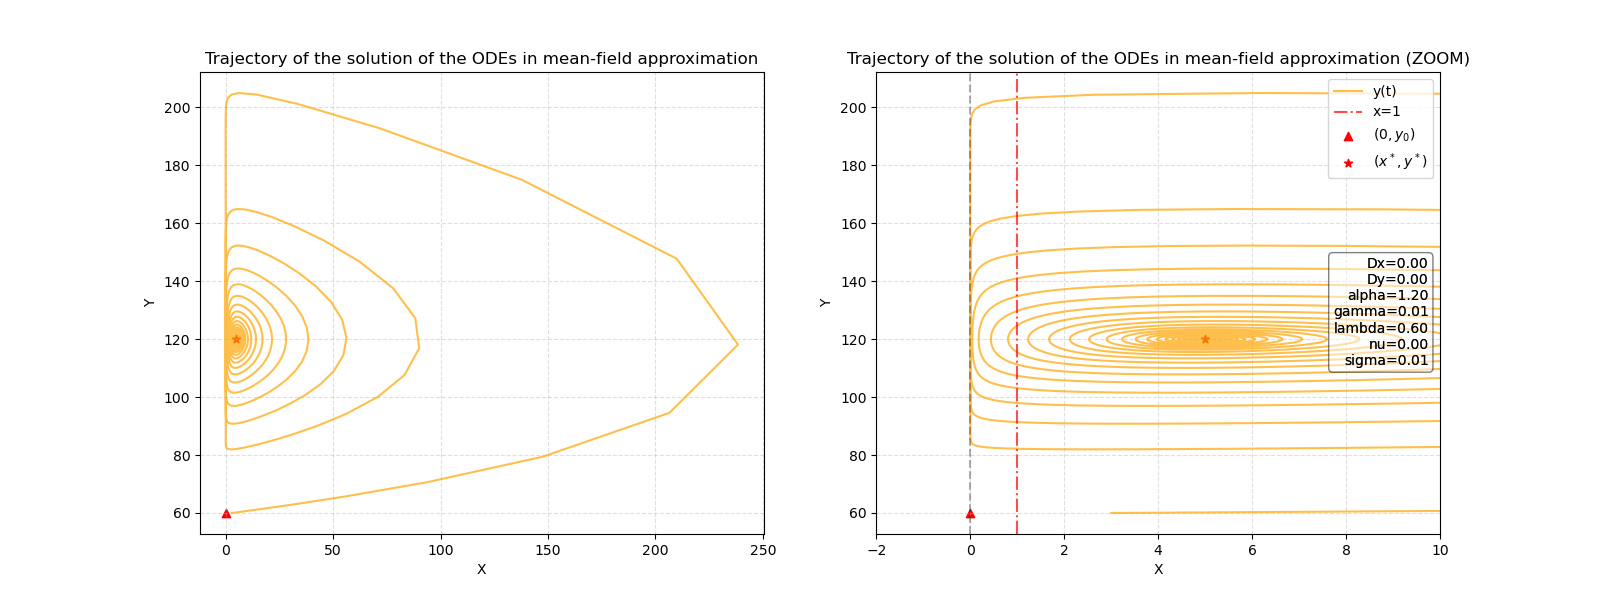 Trajectory of the solution of the ODEs in mean-field approximation
Y
200
180
160
140
120
100
80
60
0
50
100
150
200
250
X
Trajectory of the solution of the ODEs in mean-field approximation (ZOOM)
Y
200
180
160
140
120
100
80
60
−2
0
2
4
6
8
10
X
y(t)
x=1
(0, y₀)
(x*, y*)
Dx=0.00
Dy=0.00
alpha=1.20
gamma=0.01
lambda=0.60
nu=0.00
sigma=0.01